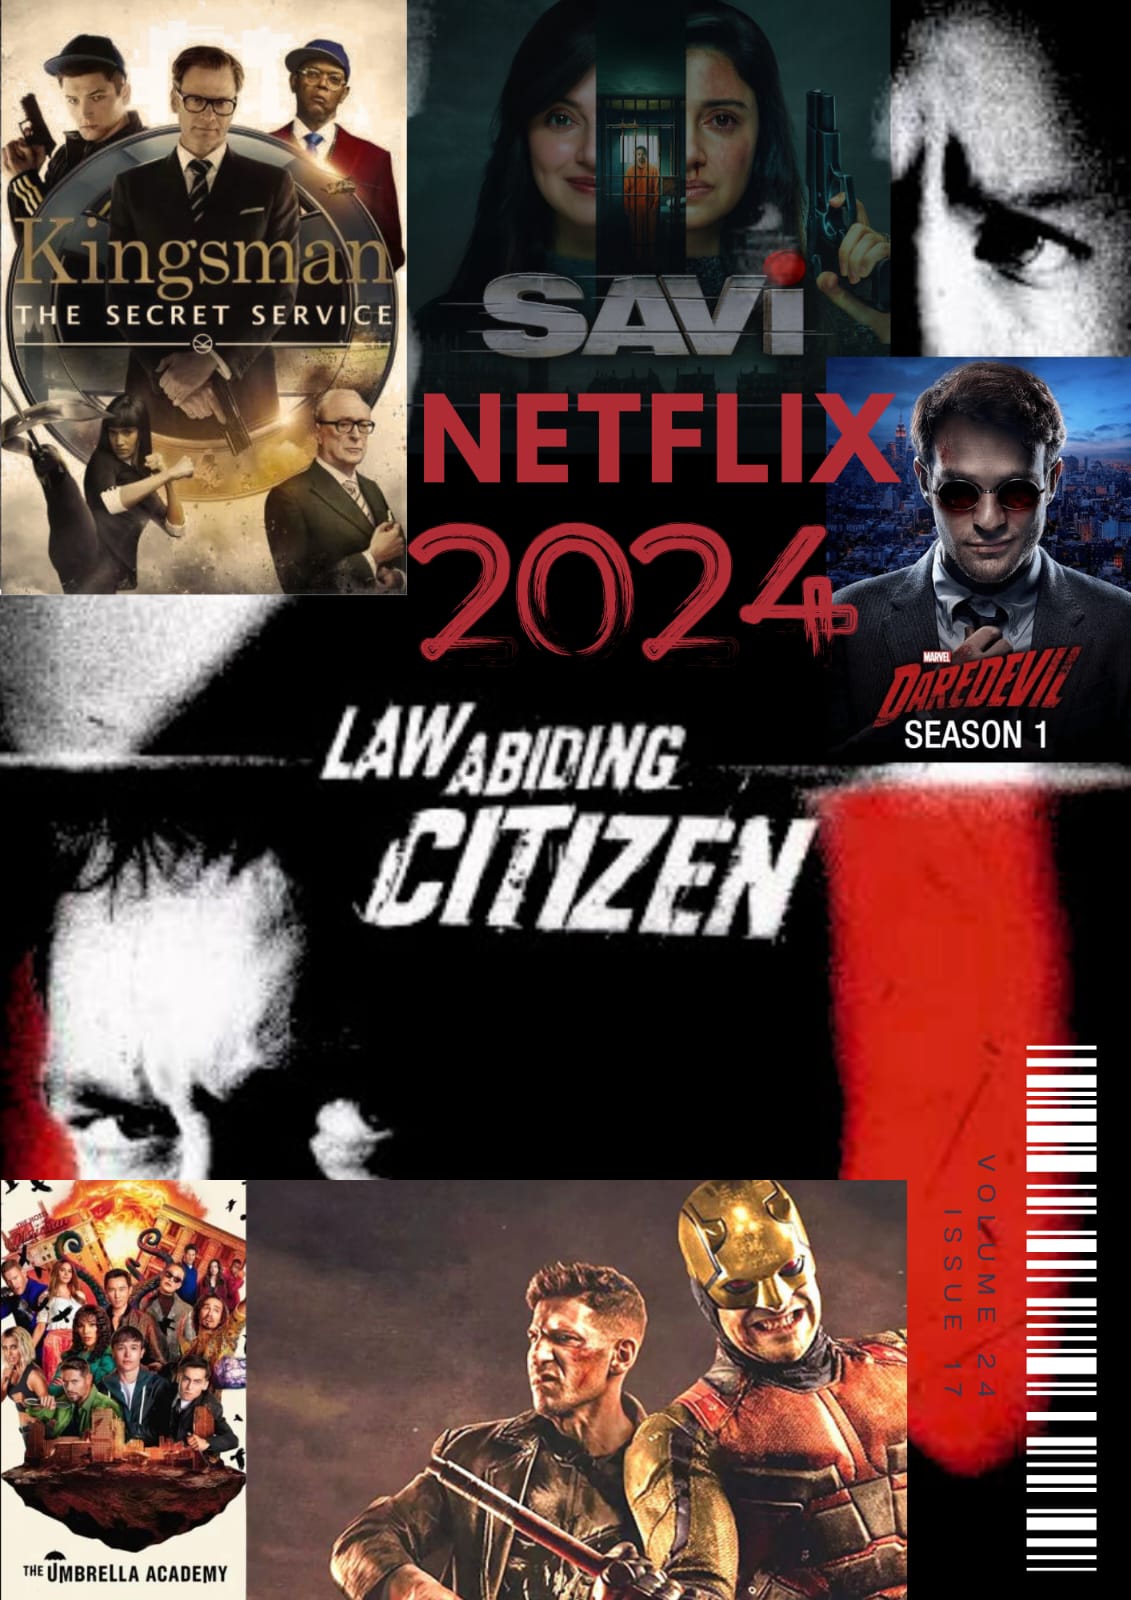 Kingsman
THE SECRET SERVICE
SAVi
NETFLIX
2024
MARVEL
DAREDEVIL
SEASON 1
LAW ABIDING
CITIZEN
VOLUME 24
ISSUE 17
THE UMBRELLA ACADEMY